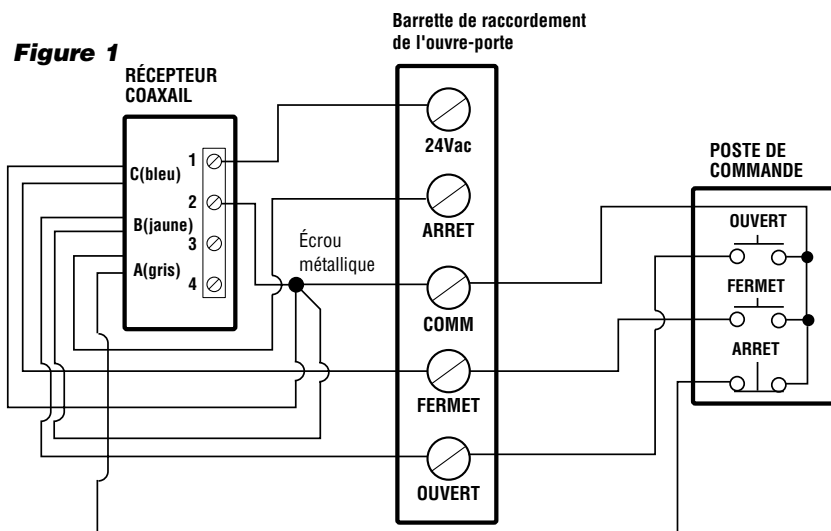 Barrette de raccordement
de l'ouvre-porte
Figure 1
RÉCEPTEUR
COAXAIL
24Vac
1
C(bleu)
POSTE DE
COMMANDE
2
OUVERT
B(jaune)
ARRET
3
Écrou
métallique
A(gris)
4
FERMET
COMM
ARRET
FERMET
OUVERT